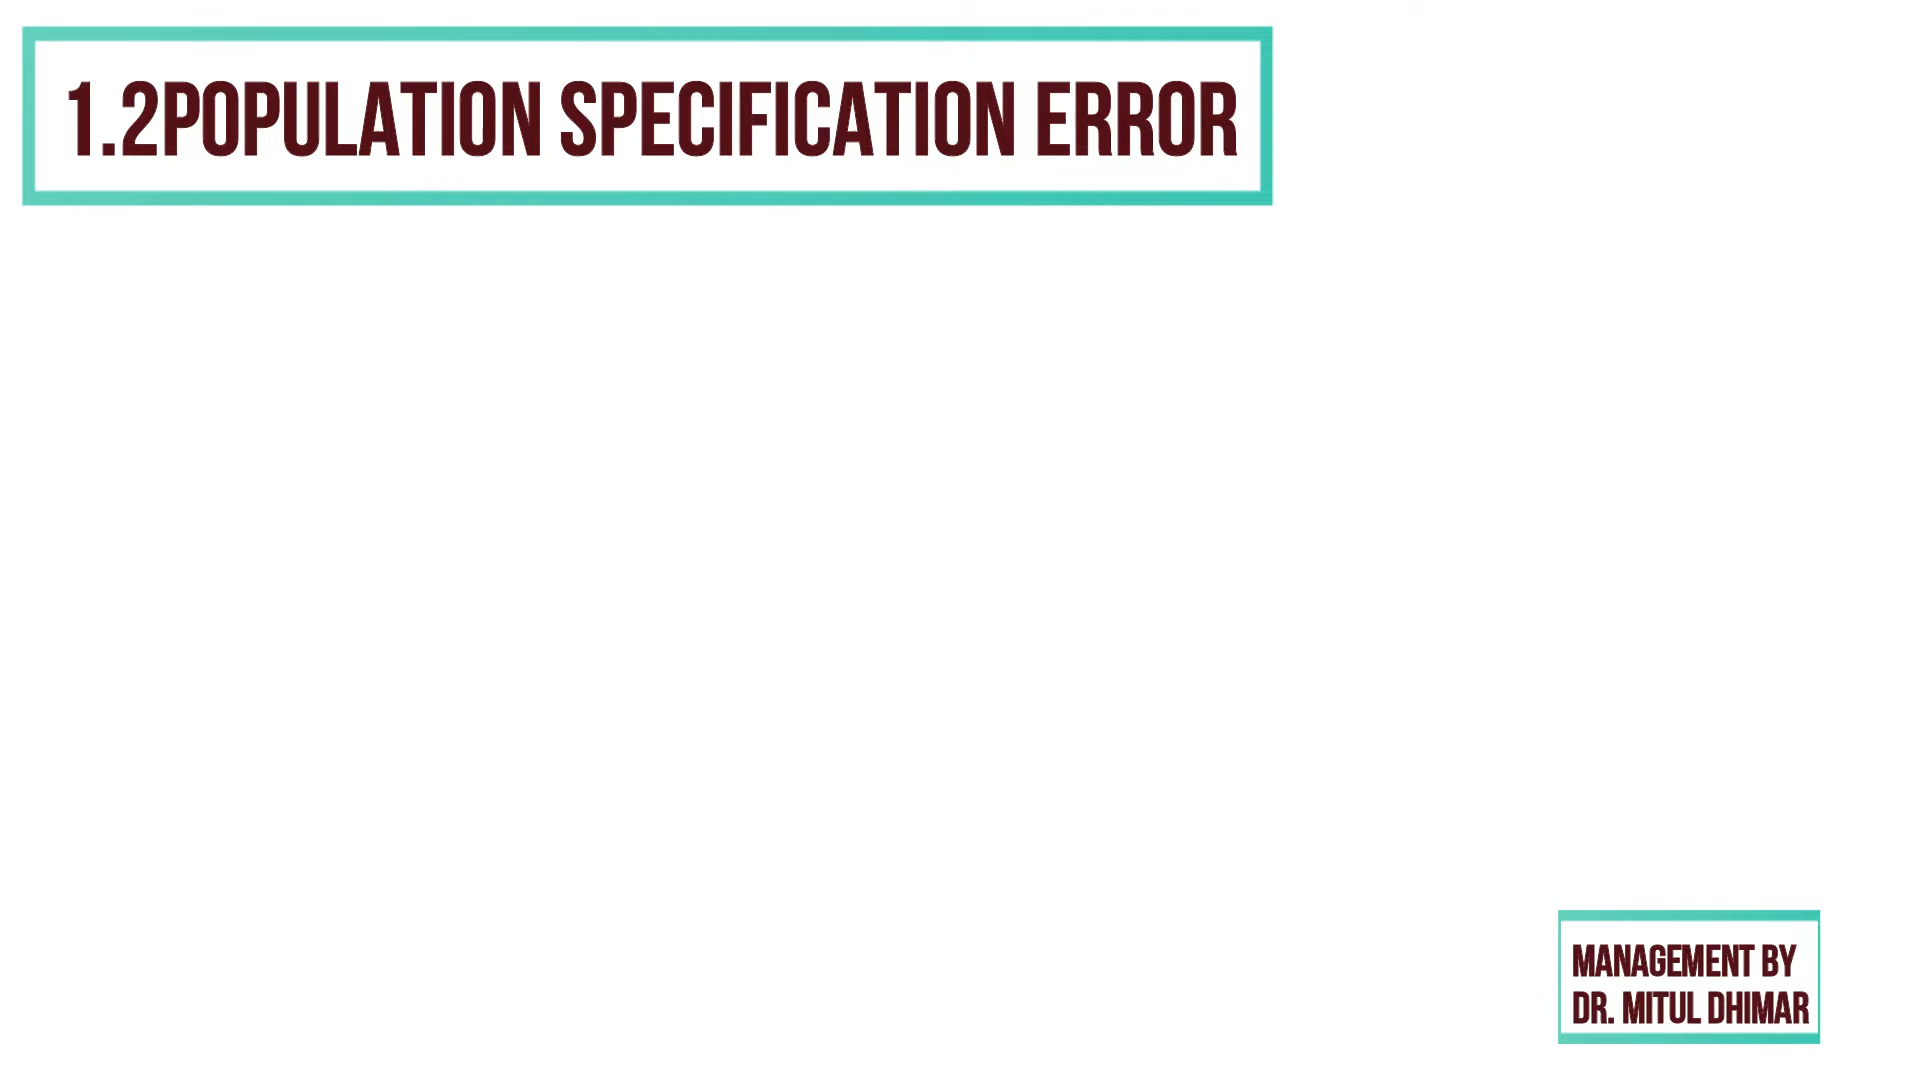 1.2POPULATION SPECIFICATION ERROR
MANAGEMENT BY
DR. MITUL DHIMAR